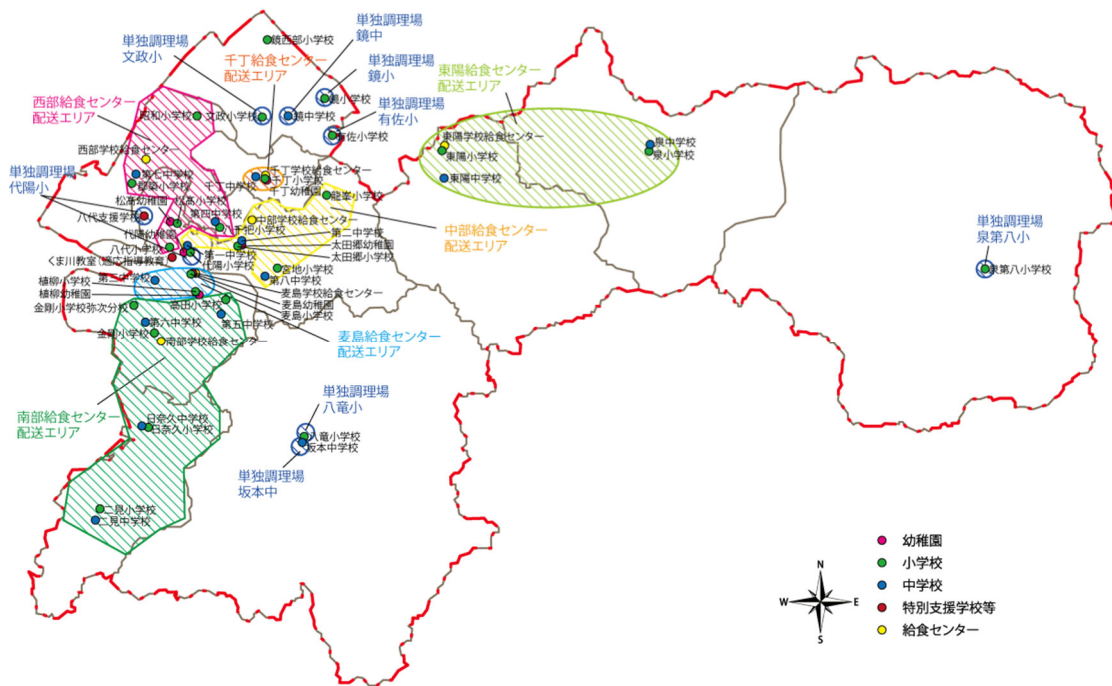 単独調理場
鏡中
鏡西部小学校
単独調理場
文政小
千丁給食センター
配送エリア
単独調理場
鏡小
東陽給食センター
配送エリア
西部給食センター
配送エリア
鏡小学校
単独調理場
有佐小
昭和小学校
文政小学校
鏡中学校
有佐小学校
東陽学校給食センター
東陽小学校
泉中学校
泉小学校
西部学校給食センター
千丁学校給食センター
千丁小学校
千丁中学校
千丁幼稚園
東陽中学校
単独調理場
代陽小
第七中学校
郡築小学校
龍峯小学校
松高幼稚園
松高小学校
八代支援学校
第四中学校
中部学校給食センター
中部給食センター
配送エリア
単独調理場
泉第八小
代陽幼稚園
千把小学校
第二中学校
太田郷幼稚園
太田郷小学校
八代小学校
第一中学校
代陽小学校
くま川教室(適応指導教育)
宮地小学校
泉第八小学校
第三中学校
第八中学校
植柳小学校
植柳幼稚園
麦島学校給食センター
麦島幼稚園
麦島小学校
高田小学校
金剛小学校弥次分校
第六中学校
第五中学校
金剛小学校
南部学校給食センター
麦島給食センター
配送エリア
単独調理場
八竜小
南部給食センター
配送エリア
日奈久中学校
日奈久小学校
八竜小学校
坂本中学校
単独調理場
坂本中
二見小学校
二見中学校
幼稚園
小学校
中学校
特別支援学校等
給食センター
N
W
E
S